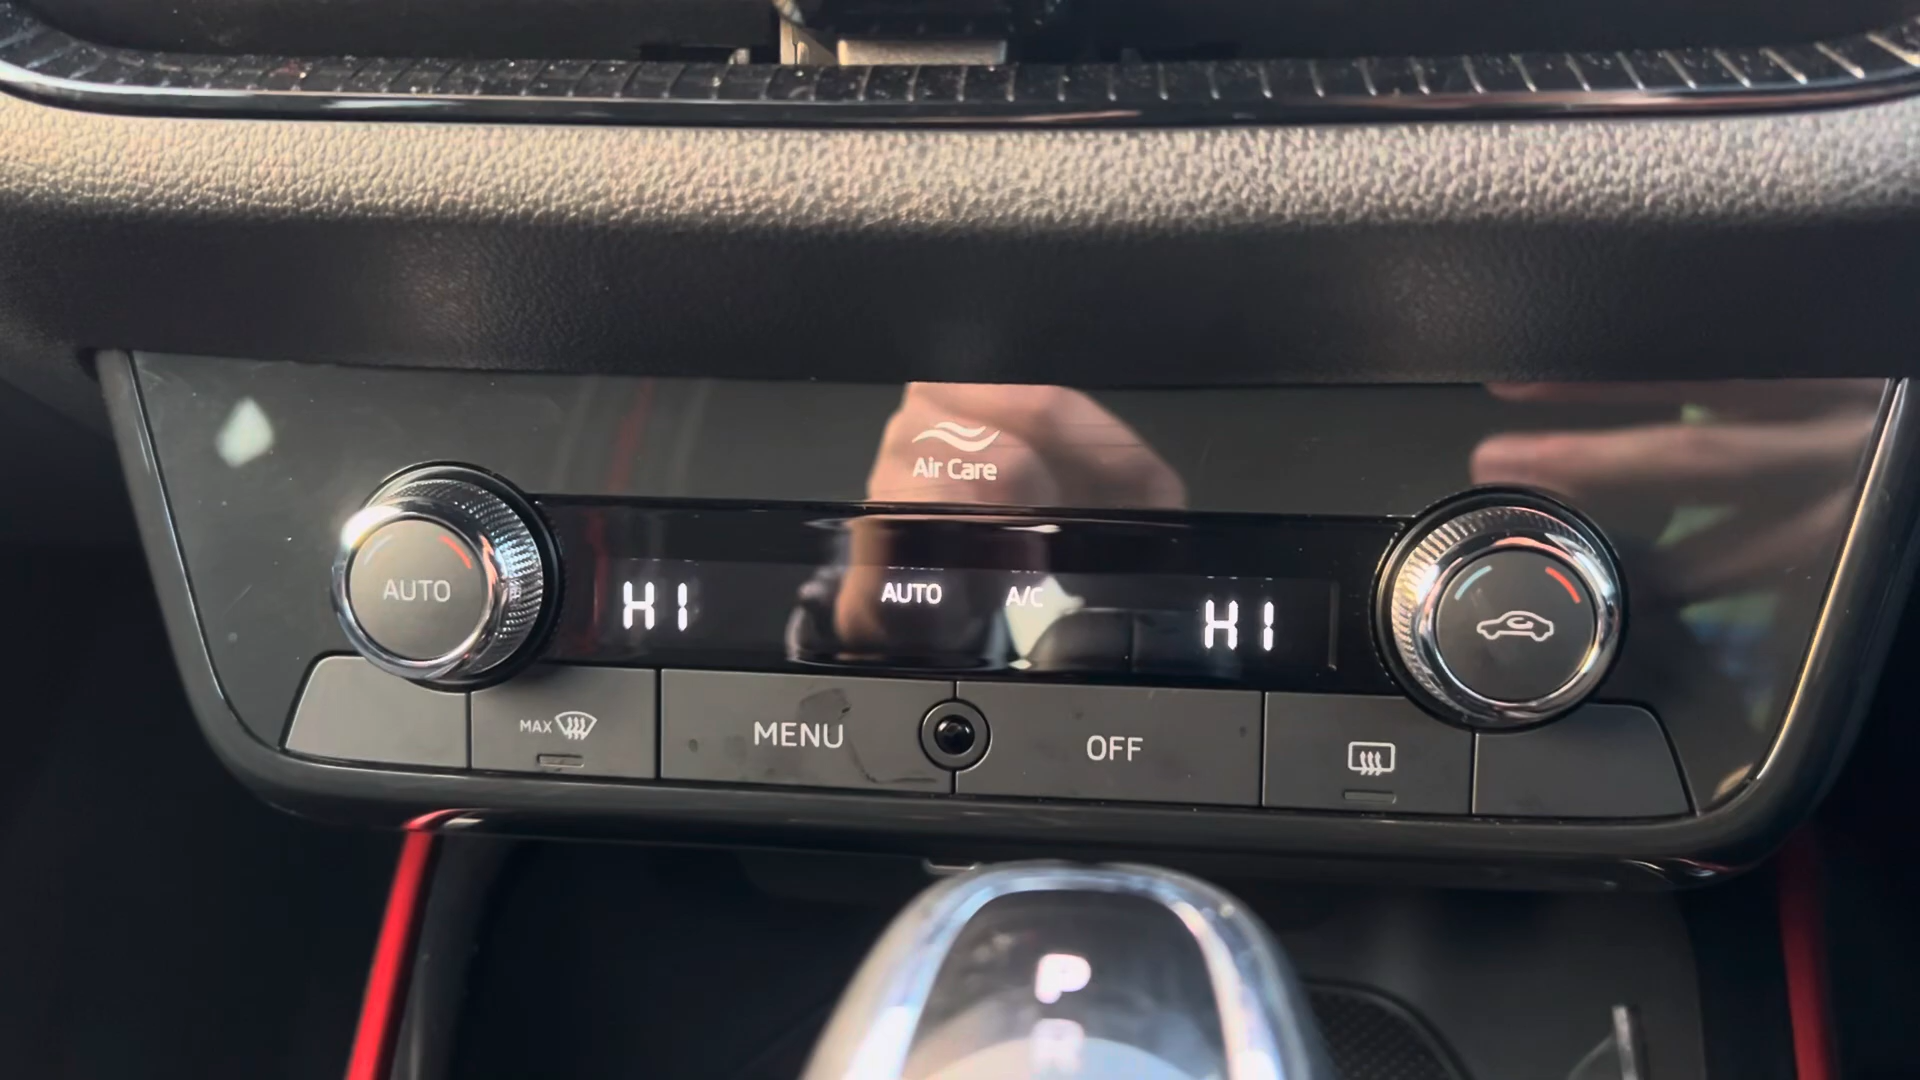 Air Care
AUTO
HI
AUTO
A/C
HI
MAX
MENU
OFF
P
R